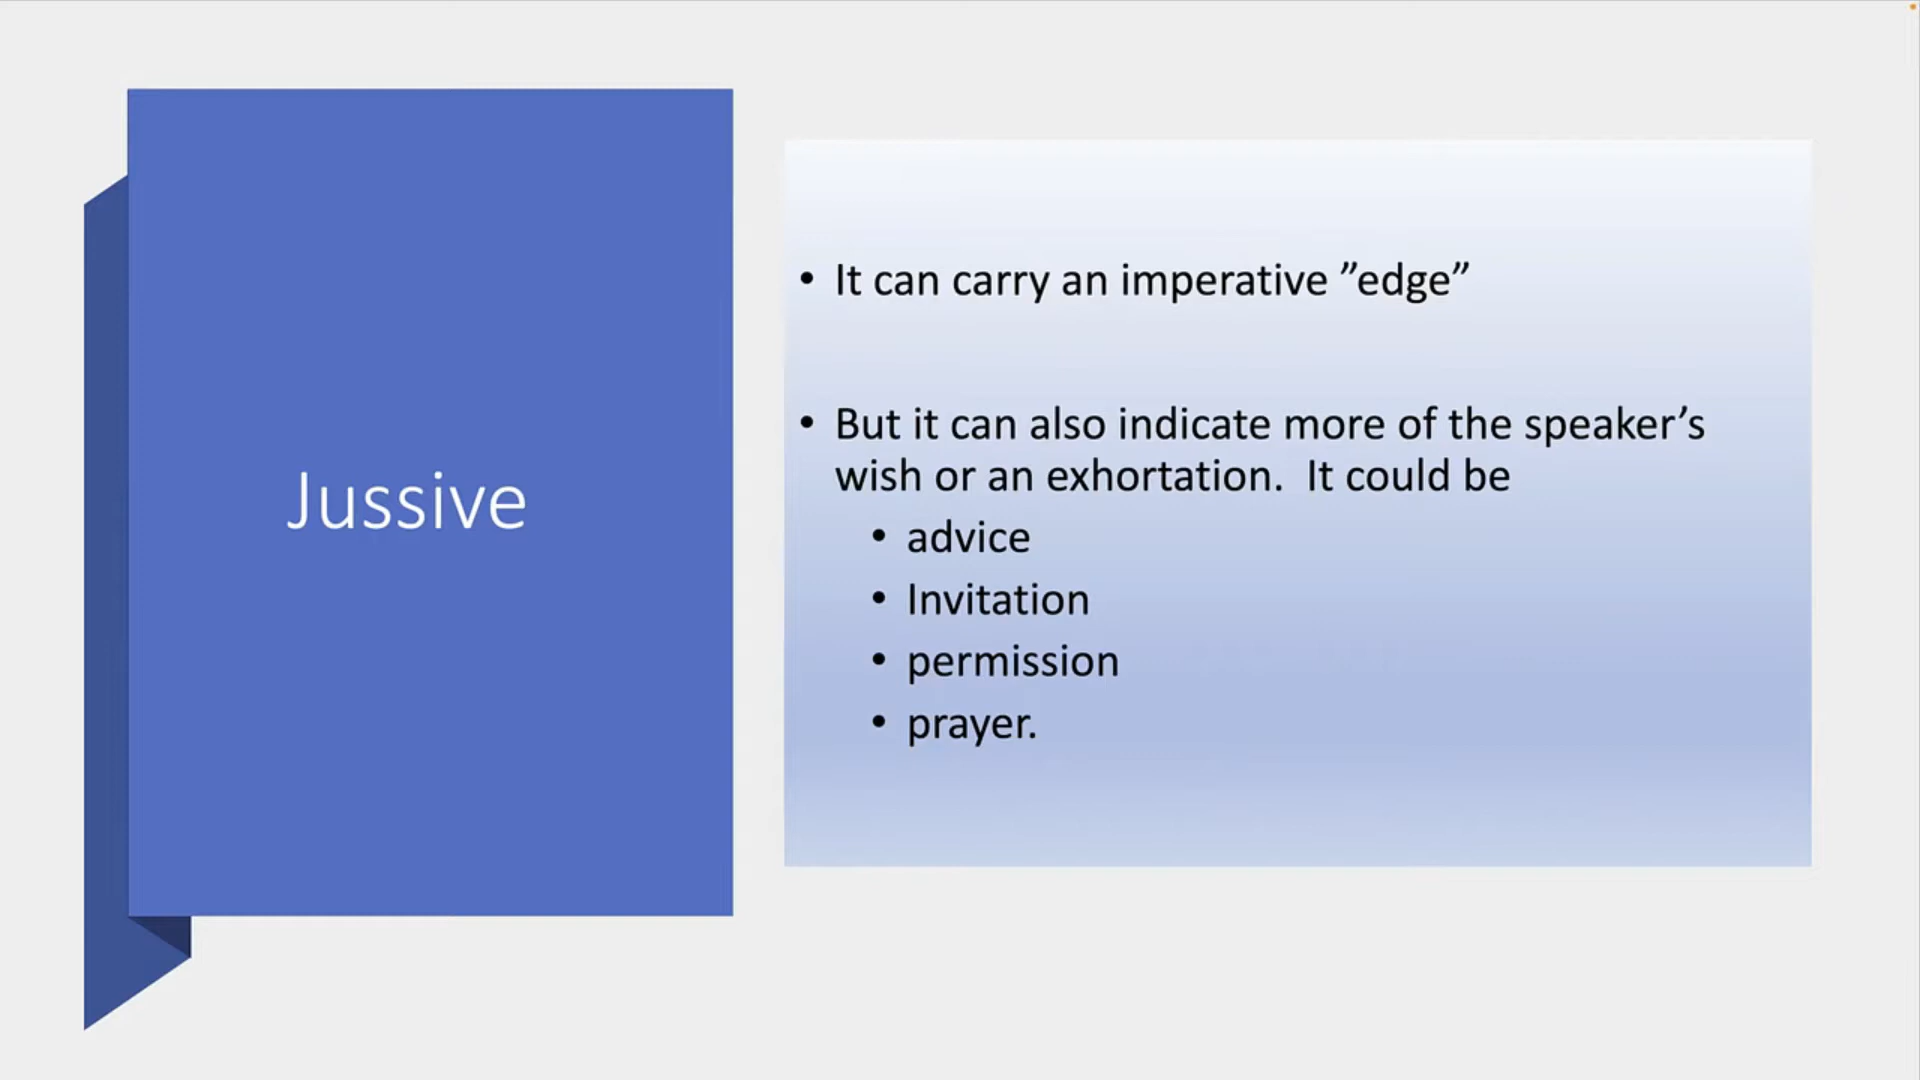 Jussive
• It can carry an imperative ”edge”
• But it can also indicate more of the speaker’s
wish or an exhortation.  It could be
• advice
• Invitation
• permission
• prayer.